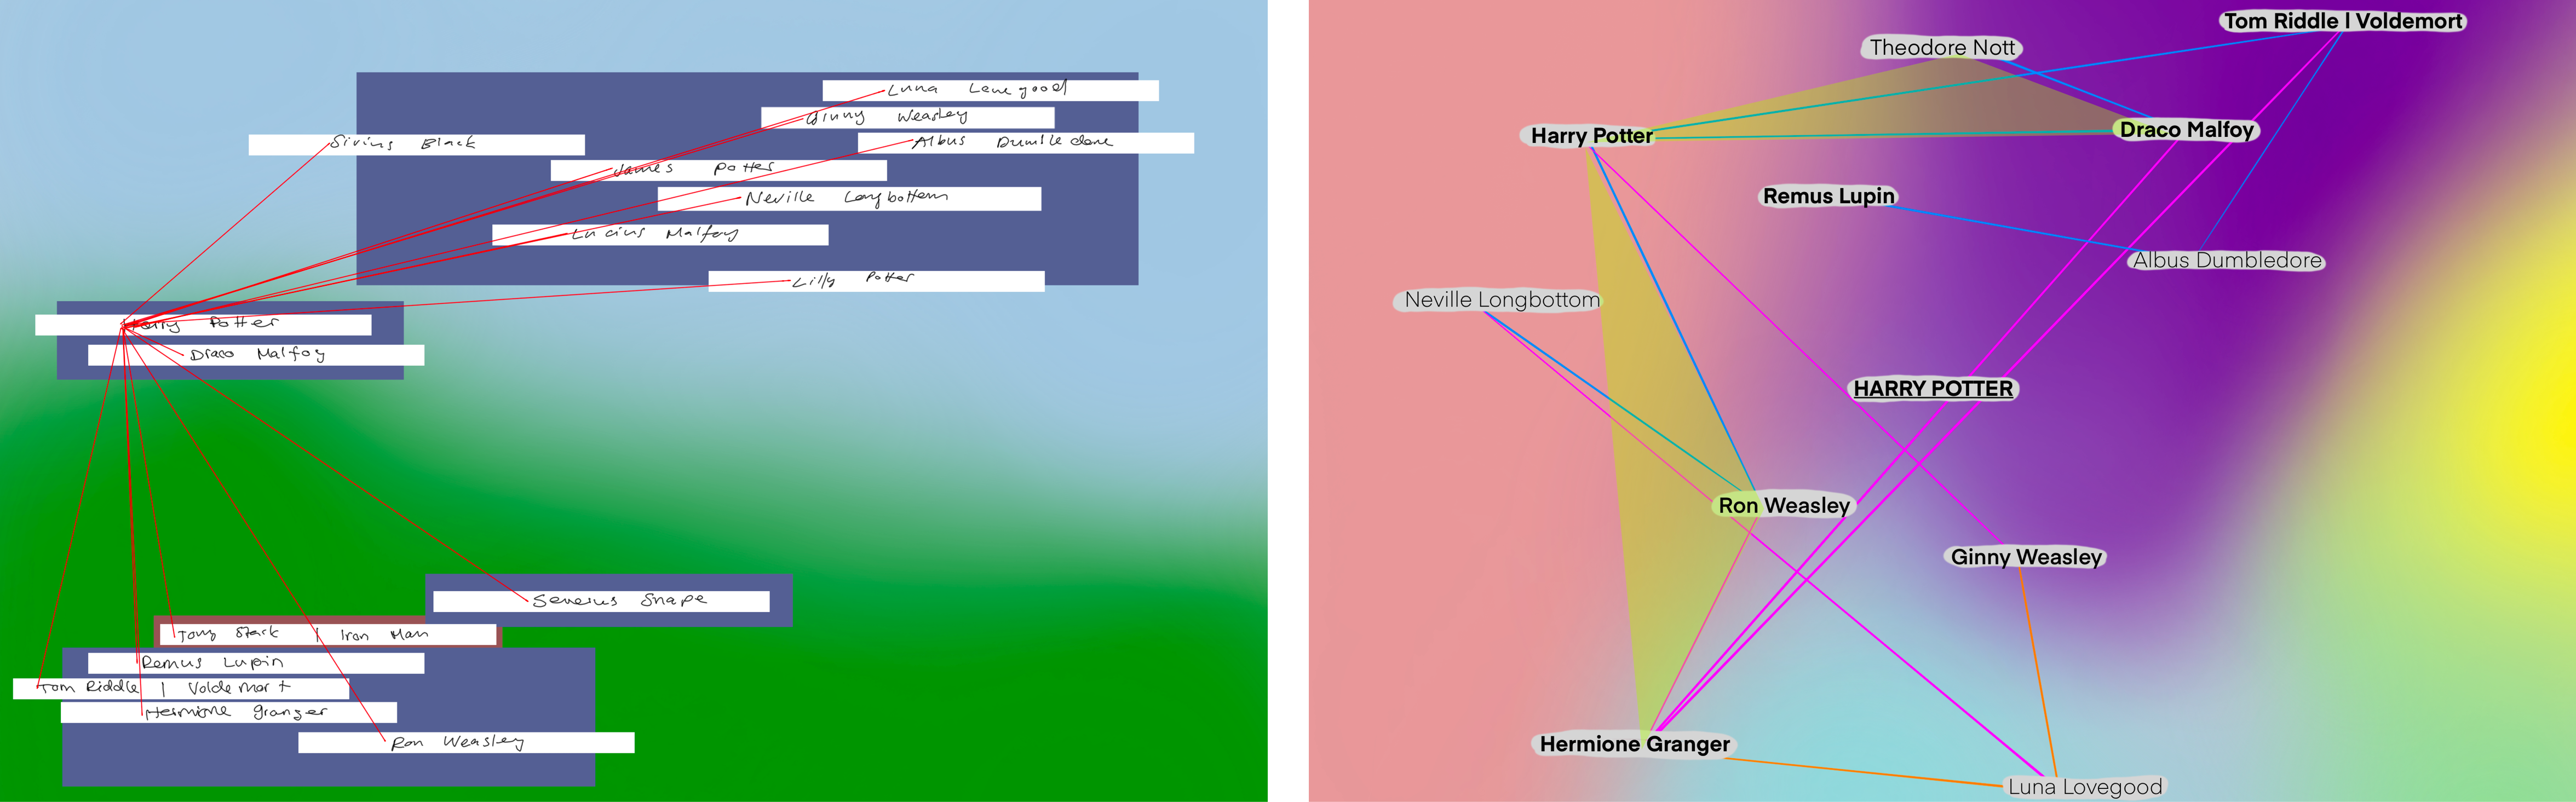 Luna Lovegood
Ginny Weasley
Sirius Black
Albus Dumbledore
James Potter
Neville Longbottom
Lucius Malfoy
Lilly Potter
Harry Potter
Draco Malfoy
Severus Snape
Tony Stark | Iron Man
Remus Lupin
Tom Riddle | Voldemort
Hermione Granger
Ron Weasley
Tom Riddle | Voldemort
Theodore Nott
Harry Potter
Draco Malfoy
Remus Lupin
Albus Dumbledore
Neville Longbottom
HARRY POTTER
Ron Weasley
Ginny Weasley
Hermione Granger
Luna Lovegood